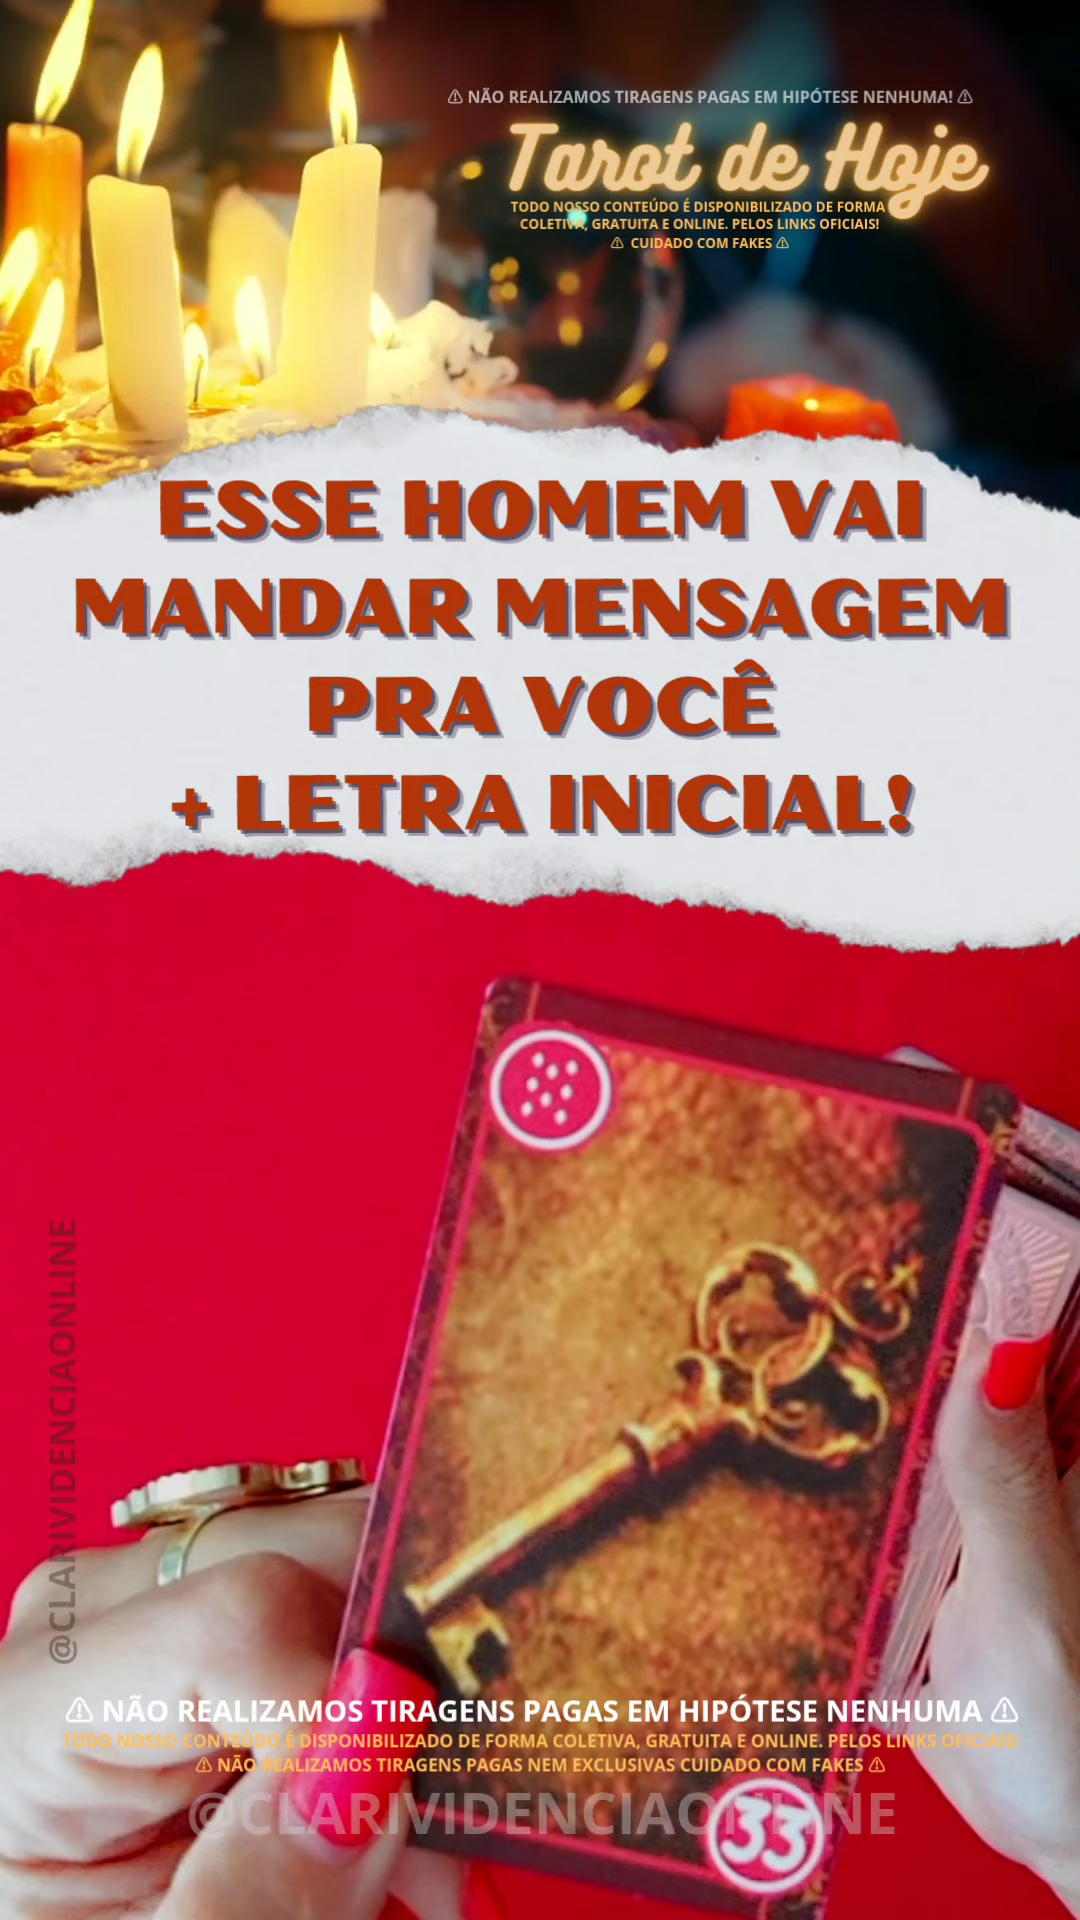 ⚠ NÃO REALIZAMOS TIRAGENS PAGAS EM HIPÓTESE NENHUMA! ⚠
Tarot de Hoje
TODO NOSSO CONTEÚDO É DISPONIBILIZADO DE FORMA
COLETIVA, GRATUITA E ONLINE. PELOS LINKS OFICIAIS!
⚠ CUIDADO COM FAKES ⚠
ESSE HOMEM VAI
MANDAR MENSAGEM
PRA VOCÊ
+ LETRA INICIAL!
@CLARIVIDENCIAONLINE
⚠ NÃO REALIZAMOS TIRAGENS PAGAS EM HIPÓTESE NENHUMA ⚠
TODO NOSSO CONTEÚDO É DISPONIBILIZADO DE FORMA COLETIVA, GRATUITA E ONLINE. PELOS LINKS OFICIAIS!
⚠ NÃO REALIZAMOS TIRAGENS PAGAS NEM EXCLUSIVAS CUIDADO COM FAKES ⚠
@CLARIVIDENCIAONLINE
33